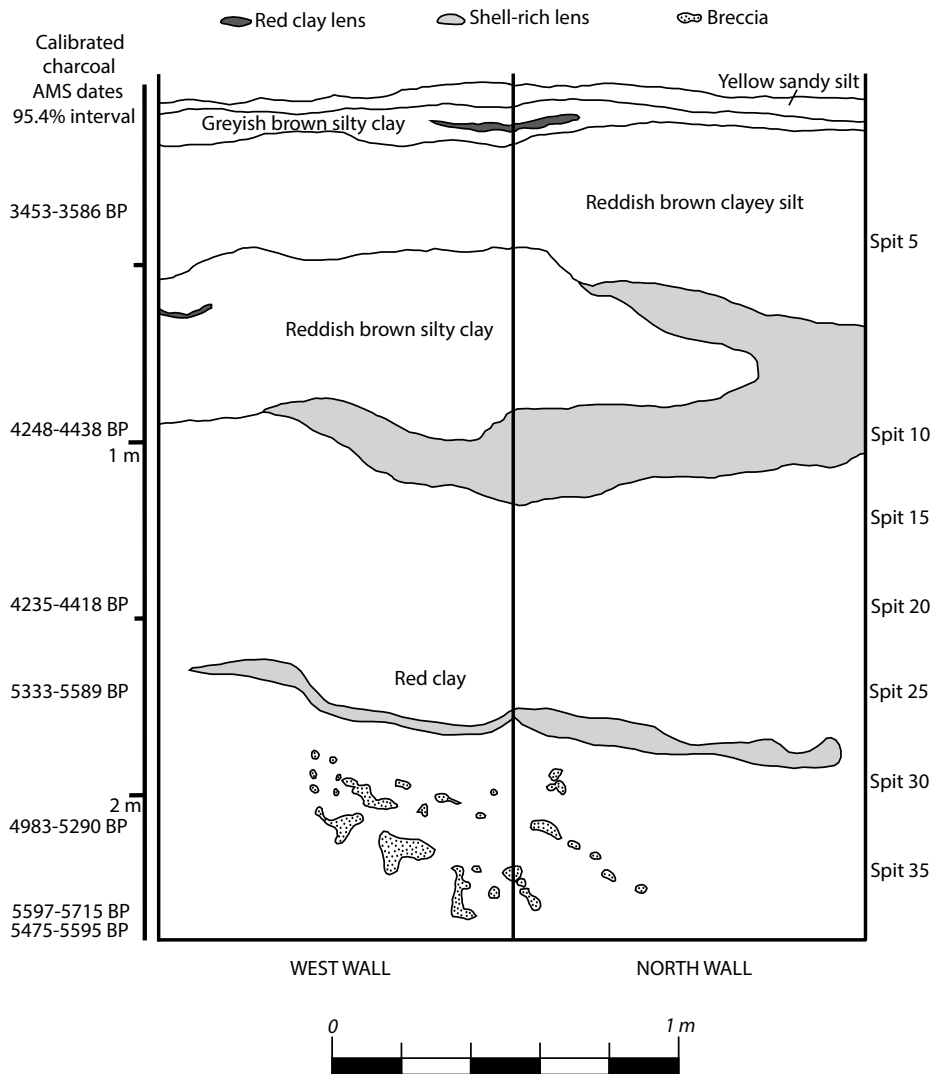 Red clay lens
Shell-rich lens
Breccia
Calibrated
charcoal
AMS dates
95.4% interval
Yellow sandy silt
Greyish brown silty clay
3453-3586 BP
Reddish brown clayey silt
Spit 5
Reddish brown silty clay
4248-4438 BP
Spit 10
1 m
Spit 15
4235-4418 BP
Spit 20
Red clay
5333-5589 BP
Spit 25
Spit 30
2 m
4983-5290 BP
Spit 35
5597-5715 BP
5475-5595 BP
WEST WALL
NORTH WALL
0
1 m